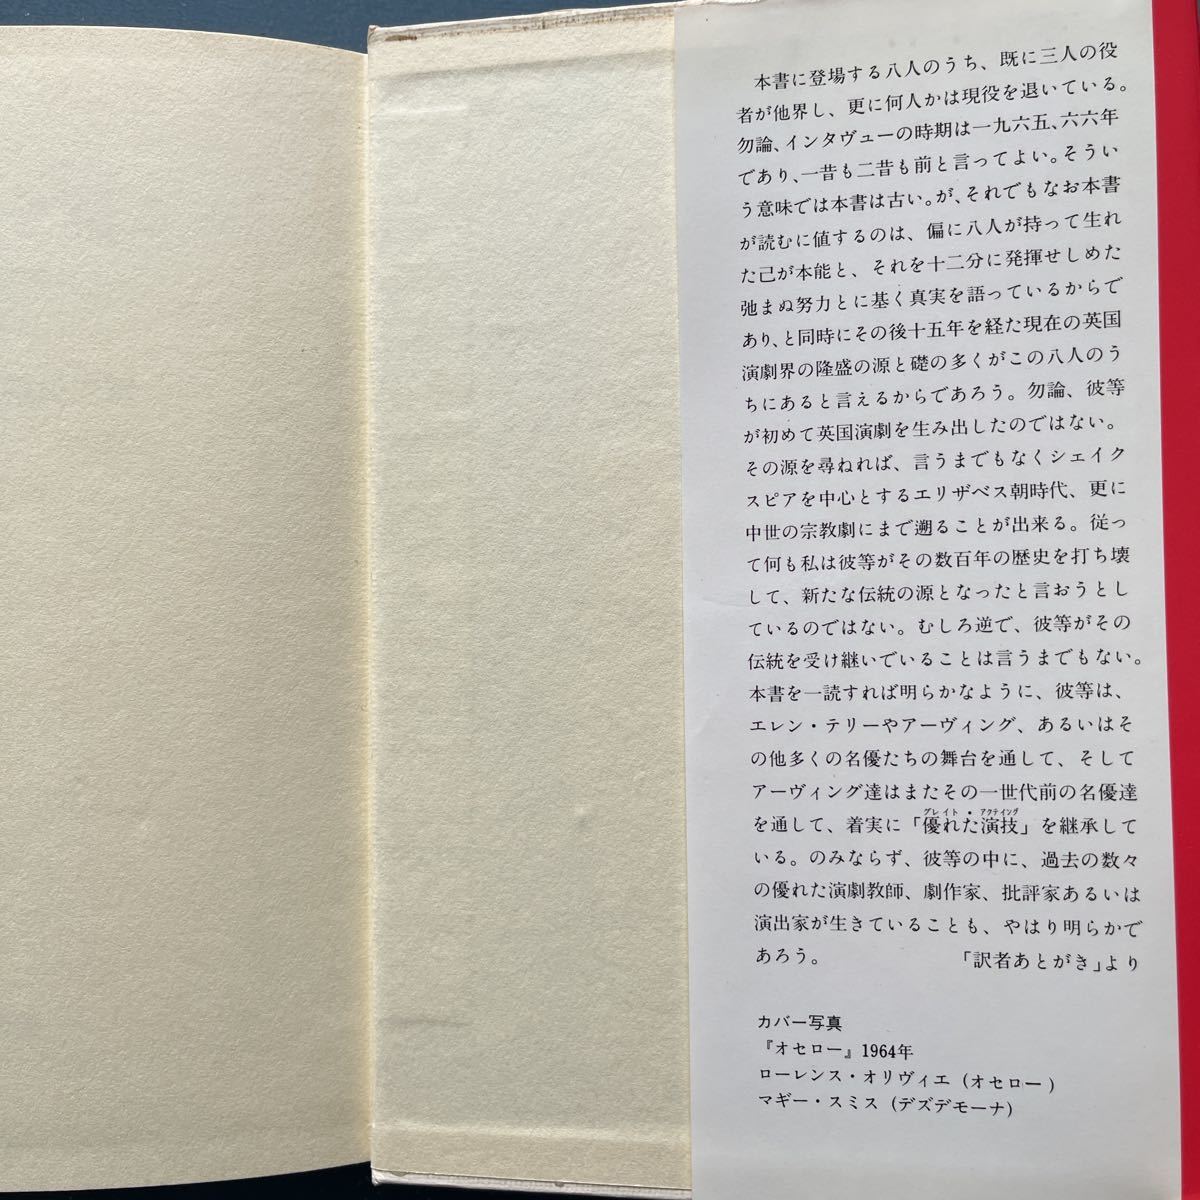 本書に登場する八人のうち、既に三人の役
者が他界し、更に何人かは現役を退いている。
勿論、インタヴューの時期は一九六五、六六年
であり、一昔も二昔も前と言ってよい。そうい
う意味では本書は古い。が、それでもなお本書
が読むに値するのは、偏に八人が持って生れ
た己が本能と、それを十二分に発揮せしめた
弛まぬ努力とに基く真実を語っているからで
あり、と同時にその後十五年を経た現在の英国
演劇界の隆盛の源と礎の多くがこの八人のう
ちにあると言えるからであろう。勿論、彼等
が初めて英国演劇を生み出したのではない。
その源を尋ねれば、言うまでもなくシェイク
スピアを中心とするエリザベス朝時代、更に
中世の宗教劇にまで遡ることが出来る。従っ
て何も私は彼等がその数百年の歴史を打ち壊
して、新たな伝統の源となったと言おうとし
ているのではない。むしろ逆で、彼等がその
伝統を受け継いでいることは言うまでもない。
本書を一読すれば明らかなように、彼等は、
エレン・テリーやアーヴィング、あるいはそ
の他多くの名優たちの舞台を通して、そして
アーヴィング達はまたその一世代前の名優達
グレイト・アクティング
を通して、着実に「優れた演技」を継承して
いる。のみならず、彼等の中に、過去の数々
の優れた演劇教師、劇作家、批評家あるいは
演出家が生きていることも、やはり明らかで
あろう。 「訳者あとがき」より
カバー写真
『オセロー』1964年
ローレンス・オリヴィエ（オセロー）
マギー・スミス（デズデモーナ）